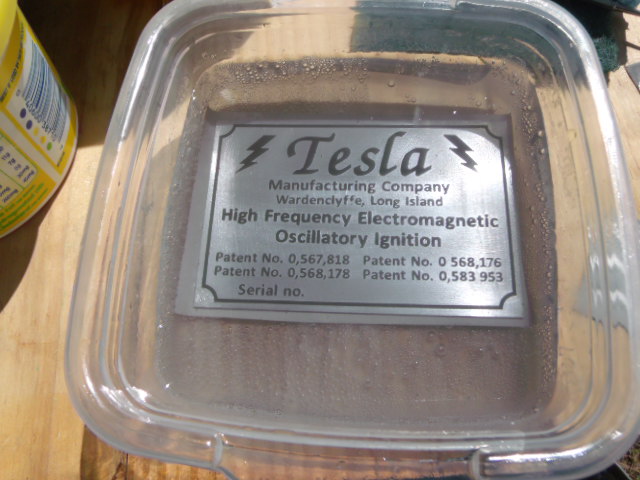 Tesla
Manufacturing Company
Wardenclyffe, Long Island
High Frequency Electromagnetic
Oscillatory Ignition
Patent No. 0,567,818 Patent No. 0 568,176
Patent No. 0,568,178 Patent No. 0,583 953
Serial no.